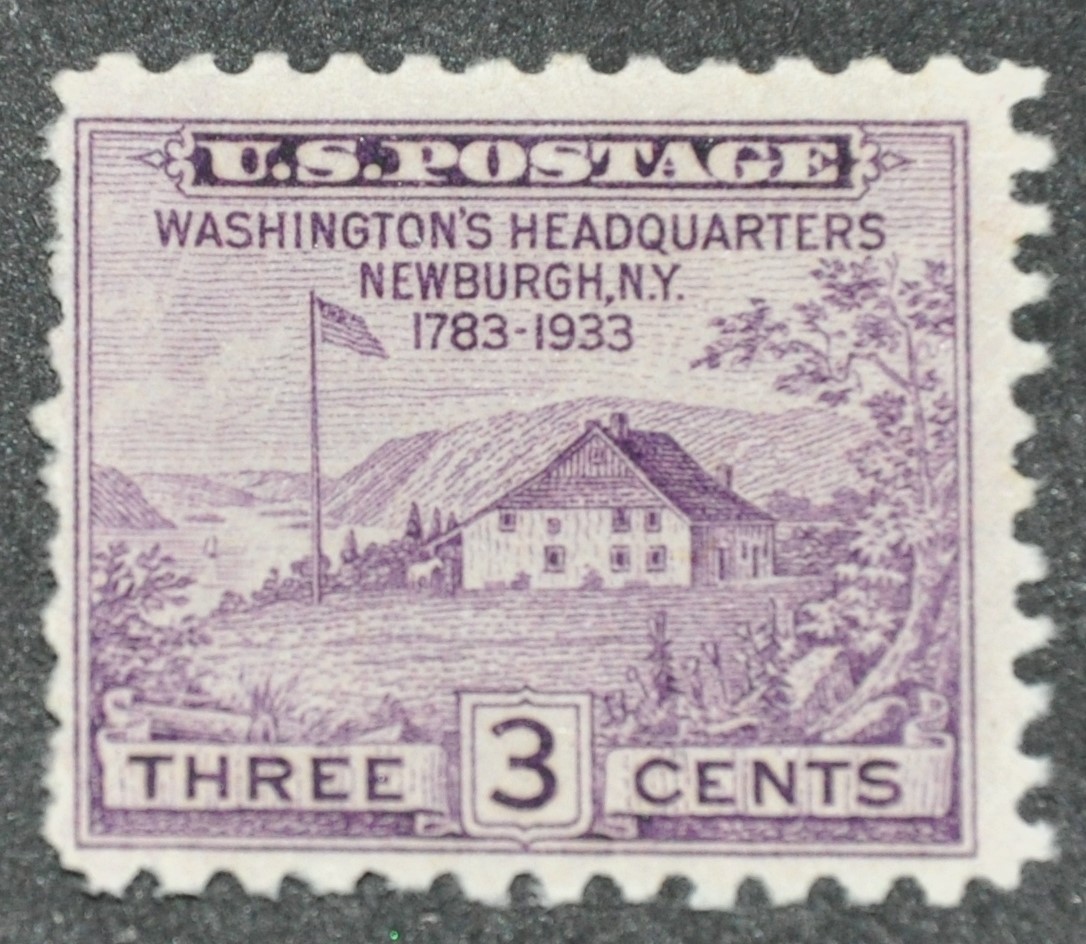 U.S. POSTAGE
WASHINGTON'S HEADQUARTERS
NEWBURGH, N.Y.
1783-1933
THREE 3 CENTS